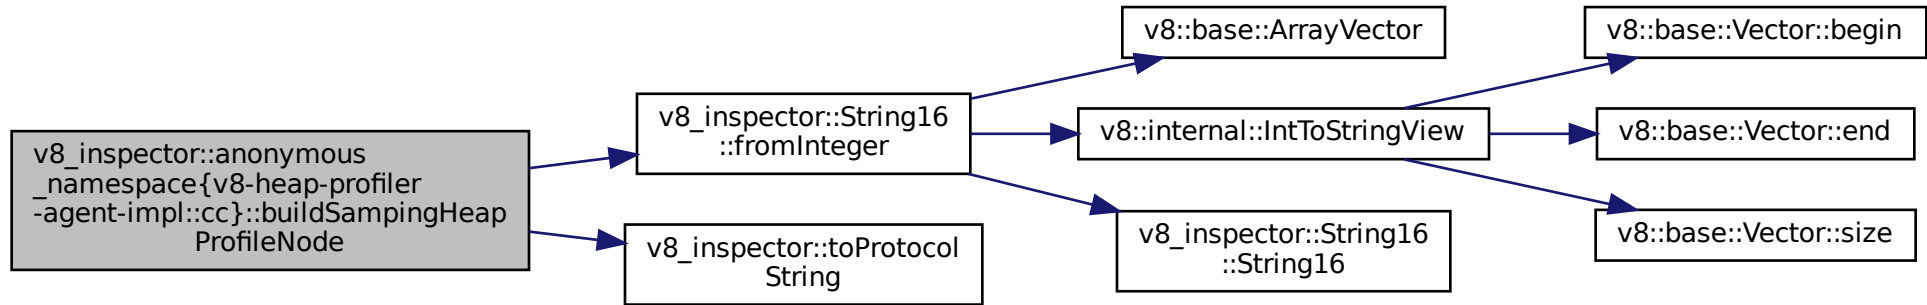 v8_inspector::anonymous
_namespace{v8-heap-profiler
-agent-impl::cc}::buildSampingHeap
ProfileNode
v8_inspector::String16
::fromInteger
v8_inspector::toProtocol
String
v8::base::ArrayVector
v8::internal::IntToStringView
v8_inspector::String16
::String16
v8::base::Vector::begin
v8::base::Vector::end
v8::base::Vector::size